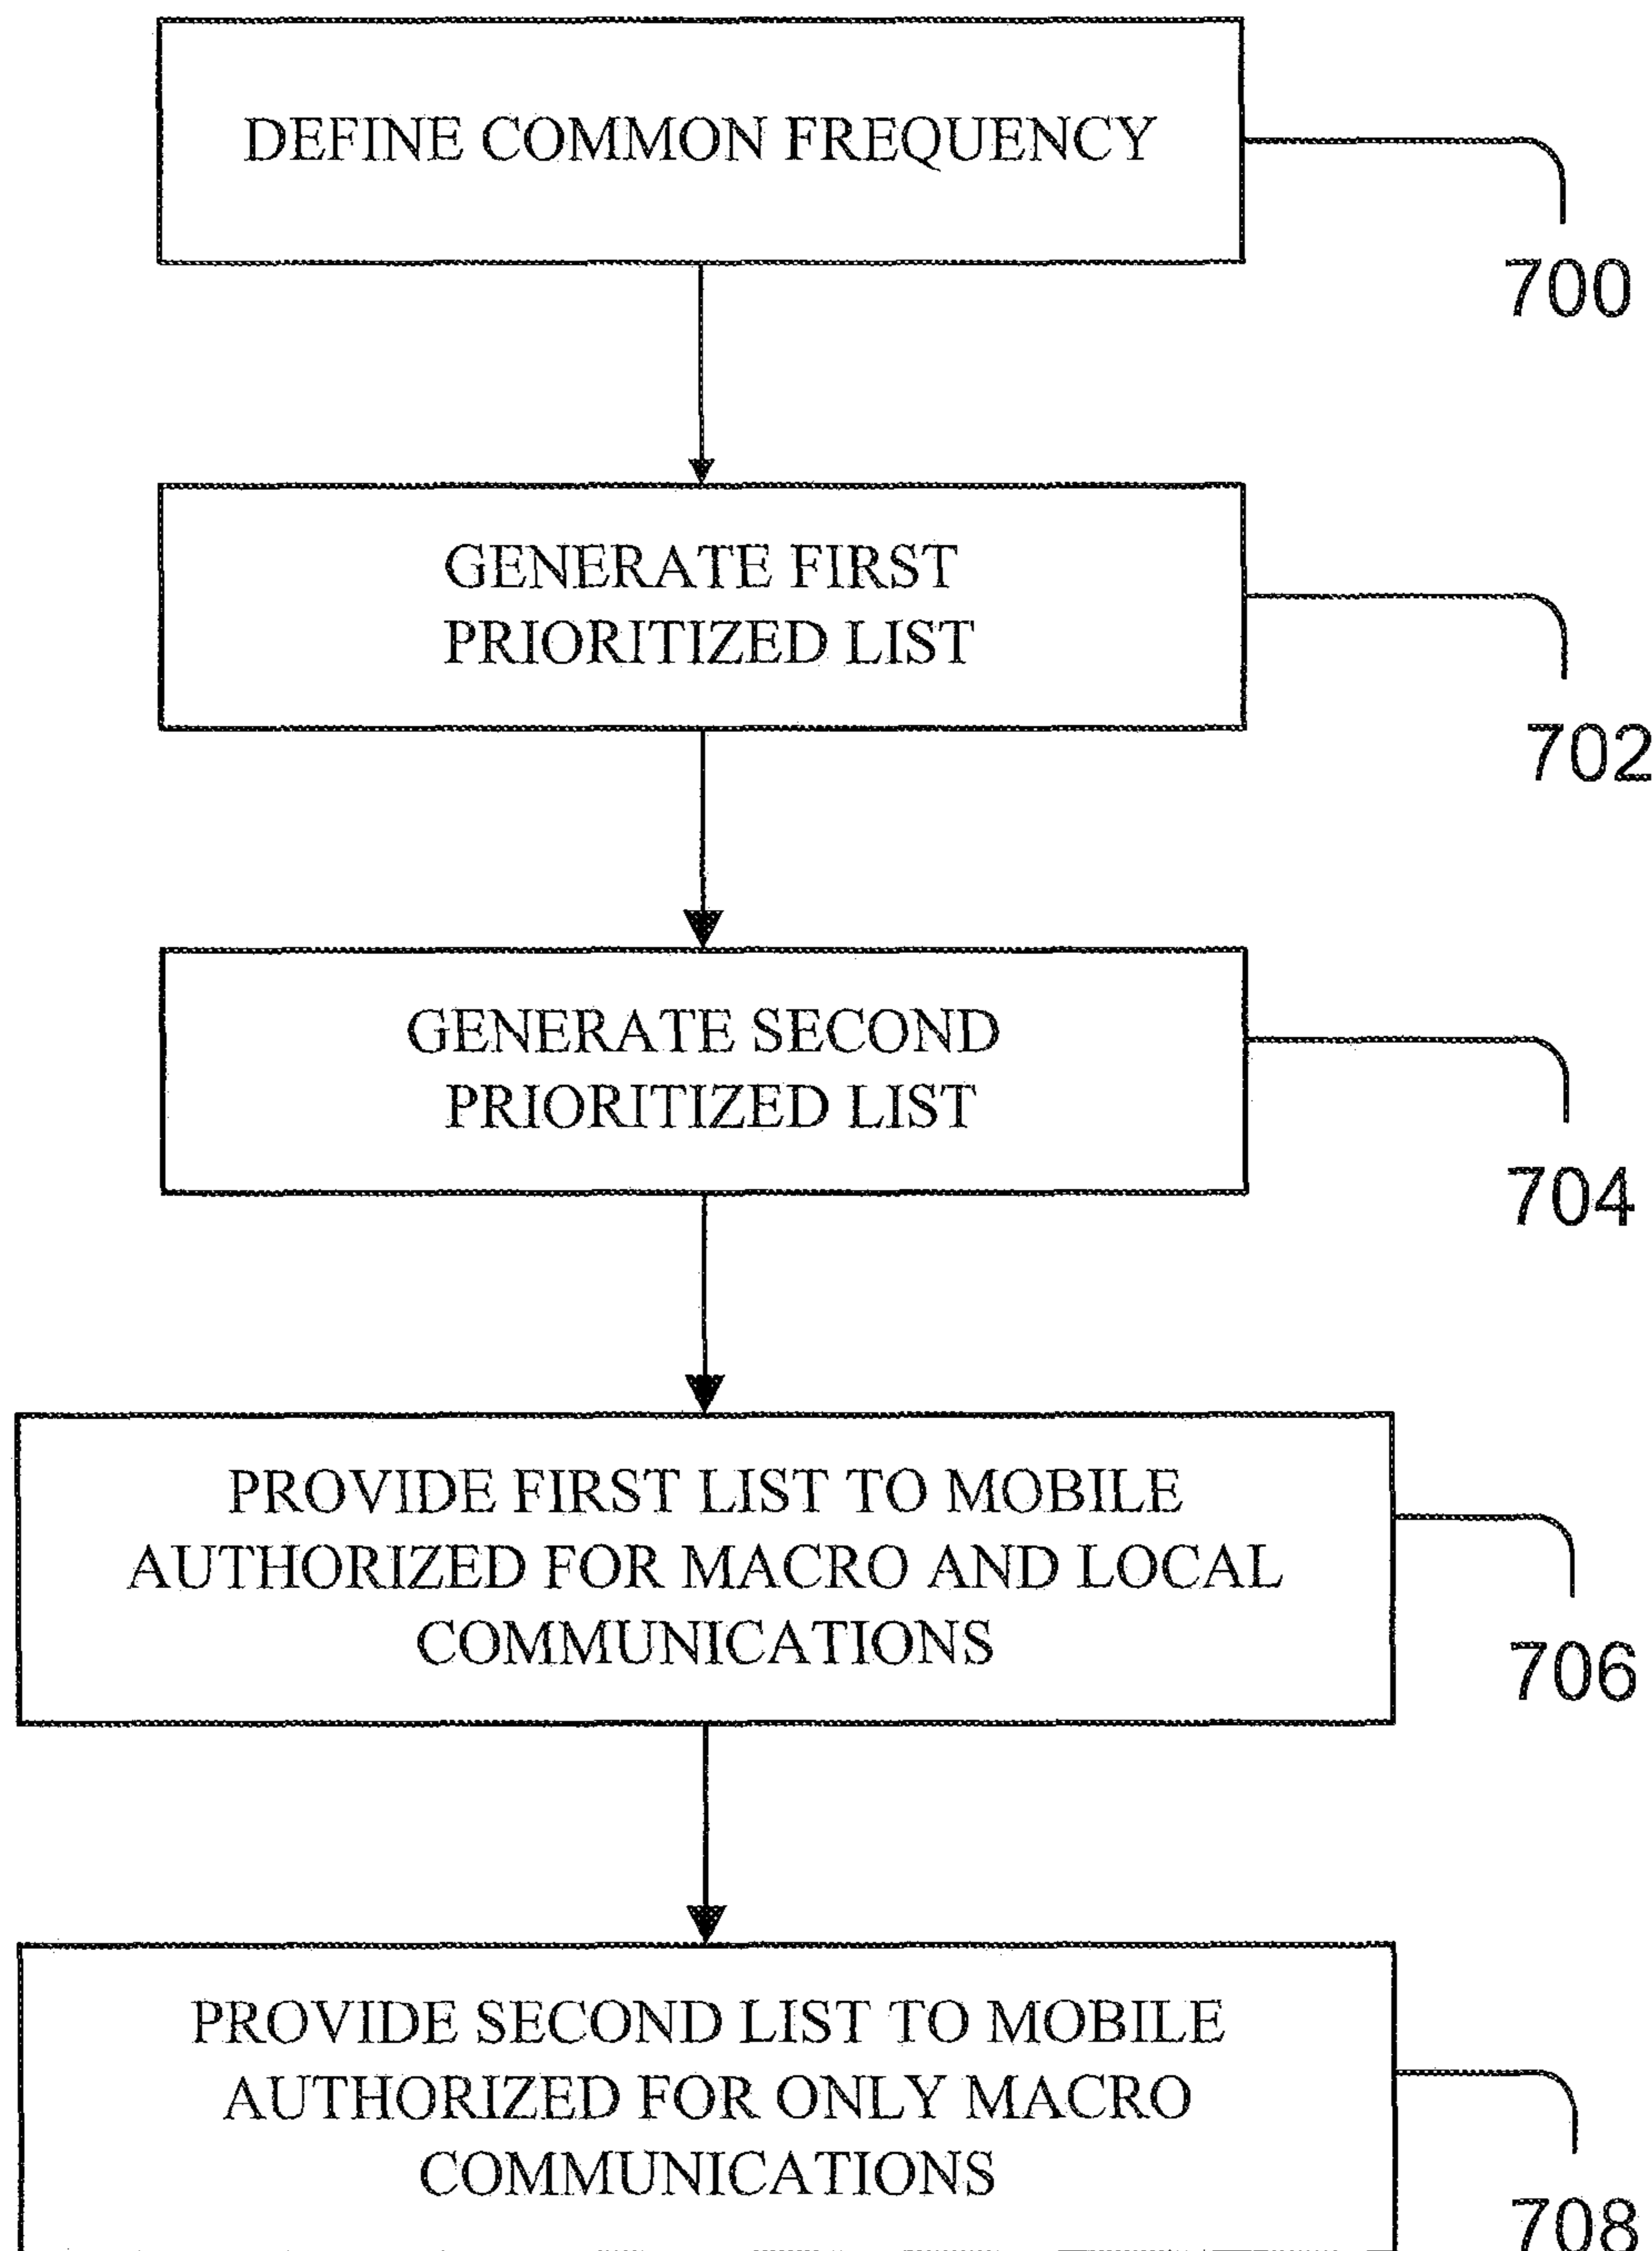 DEFINE COMMON FREQUENCY
700
GENERATE FIRST
PRIORITIZED LIST
702
GENERATE SECOND
PRIORITIZED LIST
704
PROVIDE FIRST LIST TO MOBILE
AUTHORIZED FOR MACRO AND LOCAL
COMMUNICATIONS
706
PROVIDE SECOND LIST TO MOBILE
AUTHORIZED FOR ONLY MACRO
COMMUNICATIONS
708